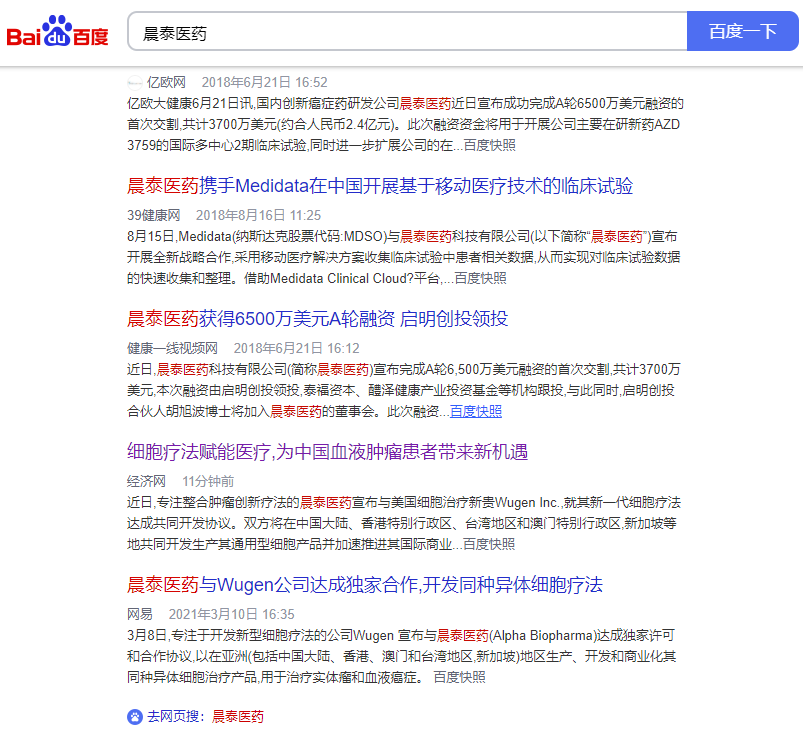 Bai du 百度
晨泰医药
百度一下
亿欧网 2018年6月21日 16:52
亿欧大健康6月21日讯,国内创新癌症药研发公司晨泰医药近日宣布成功完成A轮6500万美元融资的
首次交割,共计3700万美元(约合人民币2.4亿元)。此次融资资金将用于开展公司主要在研新药AZD
3759的国际多中心2期临床试验,同时进一步扩展公司的在...百度快照
晨泰医药携手Medidata在中国开展基于移动医疗技术的临床试验
39健康网 2018年8月16日 11:25
8月15日,Medidata(纳斯达克股票代码:MDSO)与晨泰医药科技有限公司(以下简称“晨泰医药”)宣布
开展全新战略合作,采用移动医疗解决方案收集临床试验中患者相关数据,从而实现对临床试验数据
的快速收集和整理。借助Medidata Clinical Cloud?平台,...百度快照
晨泰医药获得6500万美元A轮融资 启明创投领投
健康一线视频网 2018年6月21日 16:12
近日,晨泰医药科技有限公司(简称晨泰医药)宣布完成A轮6,500万美元融资的首次交割,共计3700万
美元,本次融资由启明创投领投,泰福资本、醴泽健康产业投资基金等机构跟投,与此同时,启明创投
合伙人胡旭波博士将加入晨泰医药的董事会。此次融资...百度快照
细胞疗法赋能医疗,为中国血液肿瘤患者带来新机遇
经济网 11分钟前
近日,专注整合肿瘤创新疗法的晨泰医药宣布与美国细胞治疗新贵Wugen Inc.,就其新一代细胞疗法
达成共同开发协议。双方将在中国大陆、香港特别行政区、台湾地区和澳门特别行政区,新加坡等
地共同开发生产其通用型细胞产品并加速推进其国际商业...百度快照
晨泰医药与Wugen公司达成独家合作,开发同种异体细胞疗法
网易 2021年3月10日 16:35
3月8日,专注于开发新型细胞疗法的公司Wugen 宣布与晨泰医药(Alpha Biopharma)达成独家许可
和合作协议,以在亚洲(包括中国大陆、香港、澳门和台湾地区,新加坡)地区生产、开发和商业化其
同种异体细胞治疗产品,用于治疗实体瘤和血液癌症。 百度快照
去网页搜：晨泰医药